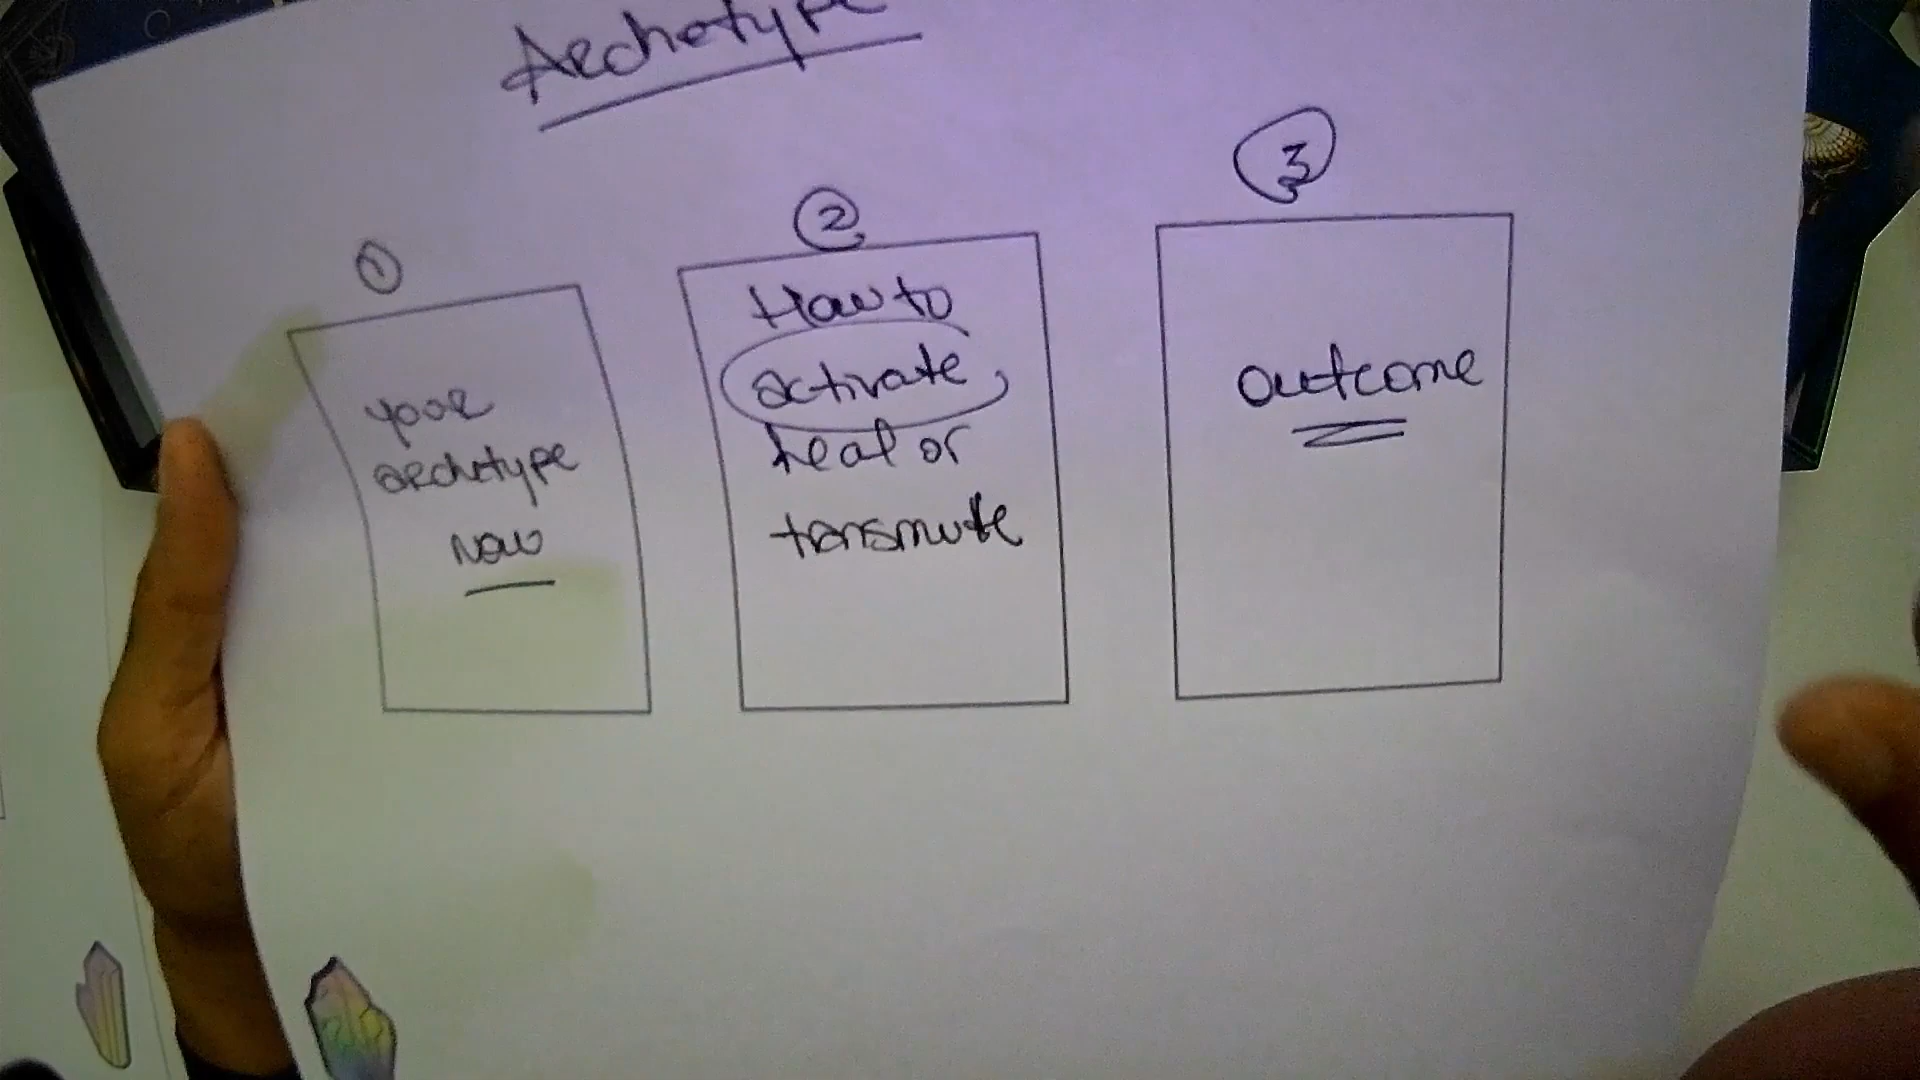 Archetype
①
your
archetype
now
②
How to
activate,
heal or
transmute
③
outcome